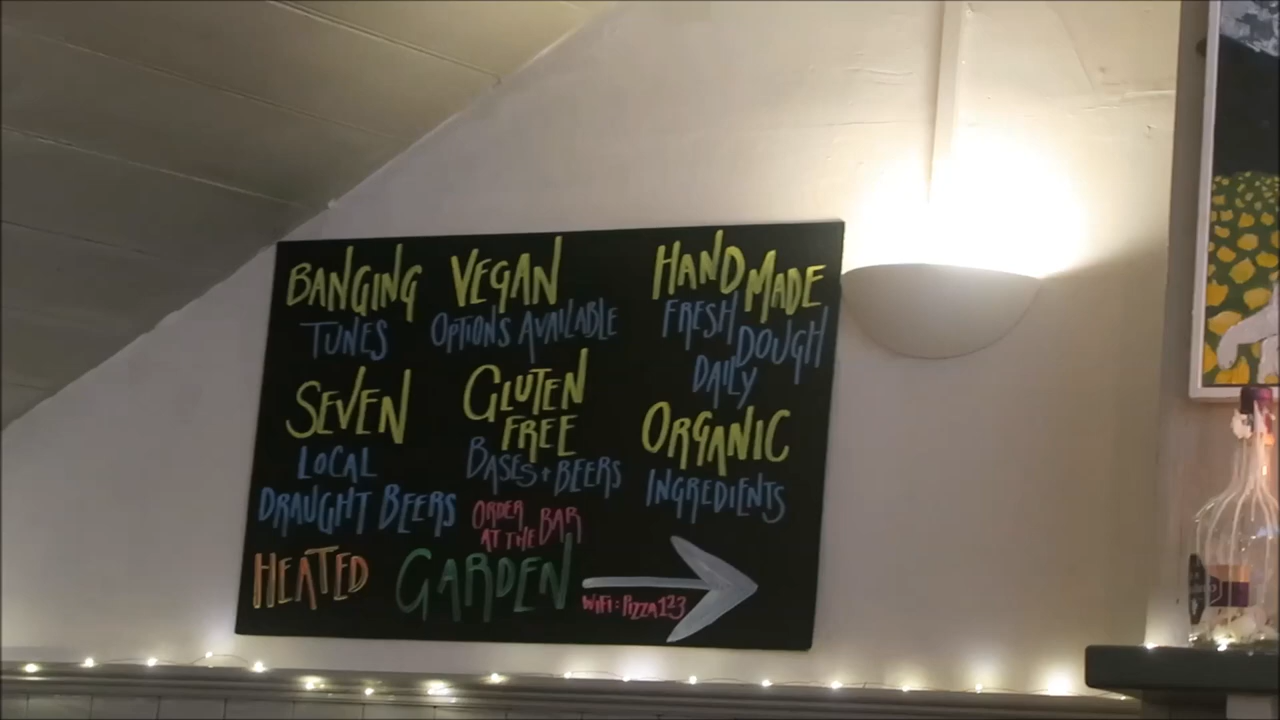 BANGING
TUNES
VEGAN
OPTIONS AVAILABLE
HANDMADE
FRESH DOUGH
DAILY
SEVEN
LOCAL
DRAUGHT BEERS
GLUTEN
FREE
BASES + BEERS
ORGANIC
INGREDIENTS
ORDER
AT THE BAR
HEATED GARDEN
WIFI: PIZZA123